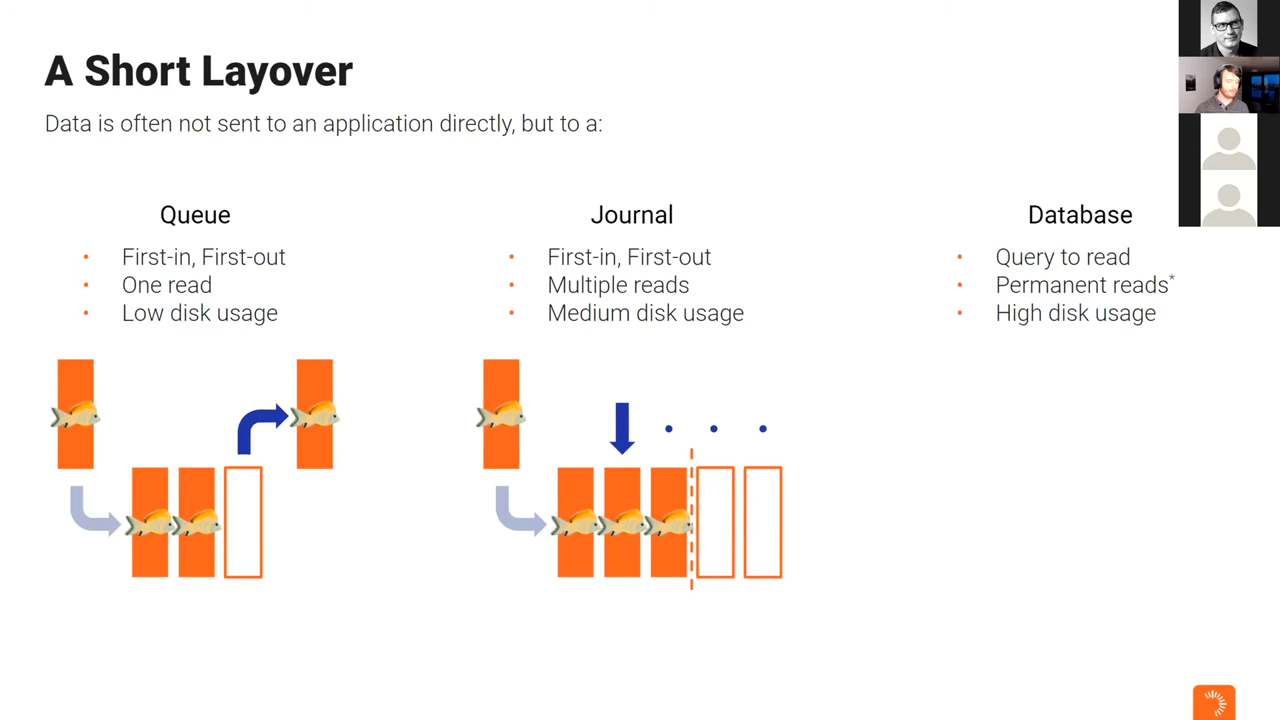 A Short Layover
Data is often not sent to an application directly, but to a:
Queue
• First-in, First-out
• One read
• Low disk usage
Journal
• First-in, First-out
• Multiple reads
• Medium disk usage
Database
• Query to read
• Permanent reads*
• High disk usage